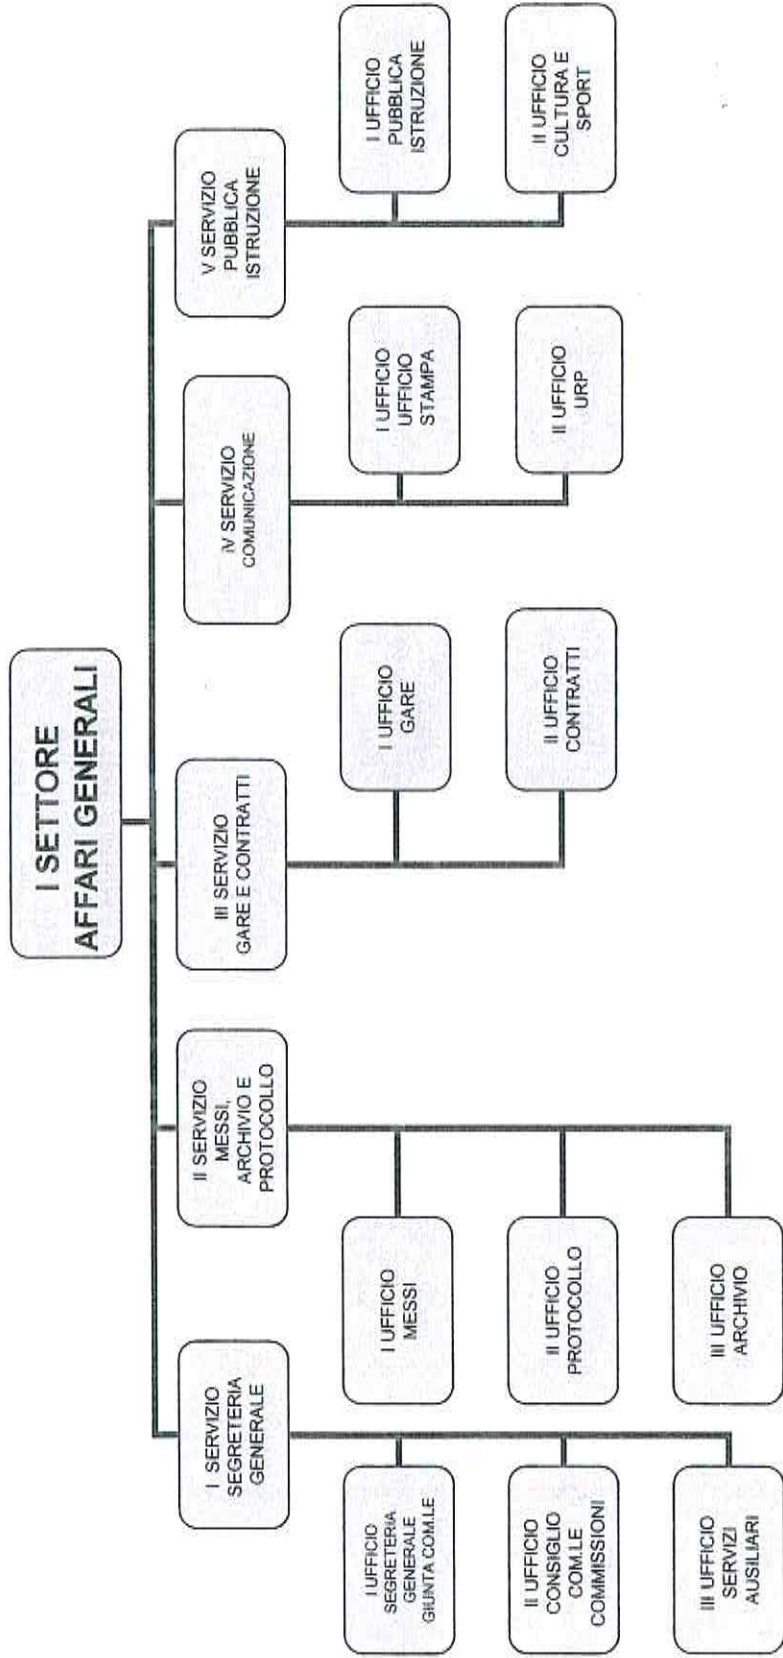 I SETTORE
AFFARI GENERALI
I SERVIZIO
SEGRETERIA
GENERALE
I UFFICIO
SEGRETERIA
GENERALE
GIUNTA COM.LE
II UFFICIO
CONSIGLIO
COM.LE
COMMISSIONI
III UFFICIO
SERVIZI
AUSILIARI
II SERVIZIO
MESSI,
ARCHIVIO E
PROTOCOLLO
I UFFICIO
MESSI
II UFFICIO
PROTOCOLLO
III UFFICIO
ARCHIVIO
III SERVIZIO
GARE E CONTRATTI
I UFFICIO
GARE
II UFFICIO
CONTRATTI
IV SERVIZIO
COMUNICAZIONE
I UFFICIO
UFFICIO
STAMPA
II UFFICIO
URP
V SERVIZIO
PUBBLICA
ISTRUZIONE
I UFFICIO
PUBBLICA
ISTRUZIONE
II UFFICIO
CULTURA E
SPORT